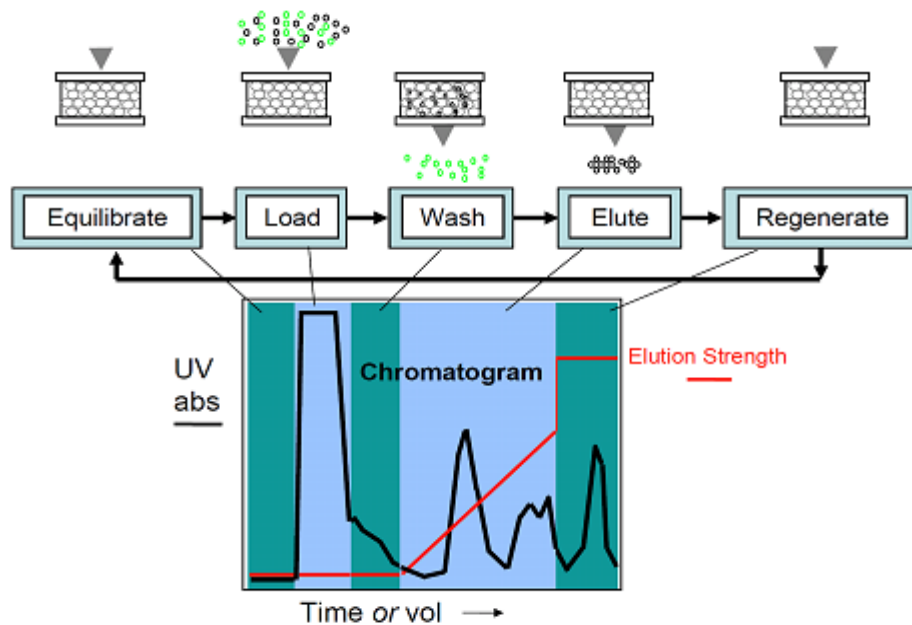 Equilibrate
Load
Wash
Elute
Regenerate
UV
abs
Chromatogram
Elution Strength
Time or vol